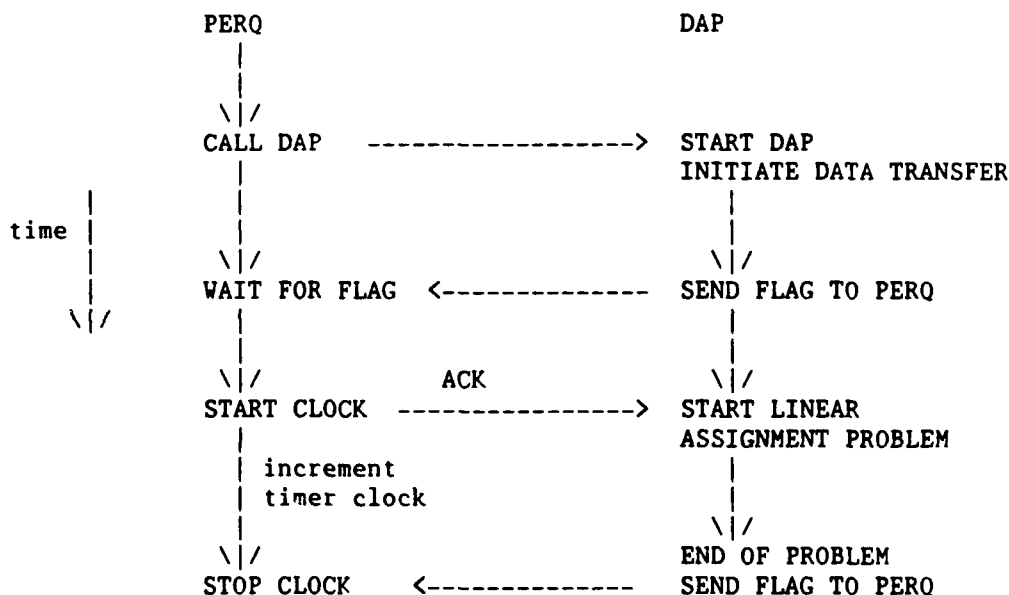 PERQ DAP
CALL DAP START DAP
INITIATE DATA TRANSFER
time
WAIT FOR FLAG SEND FLAG TO PERQ
ACK
START CLOCK START LINEAR
ASSIGNMENT PROBLEM
increment
timer clock
END OF PROBLEM
STOP CLOCK SEND FLAG TO PERQ